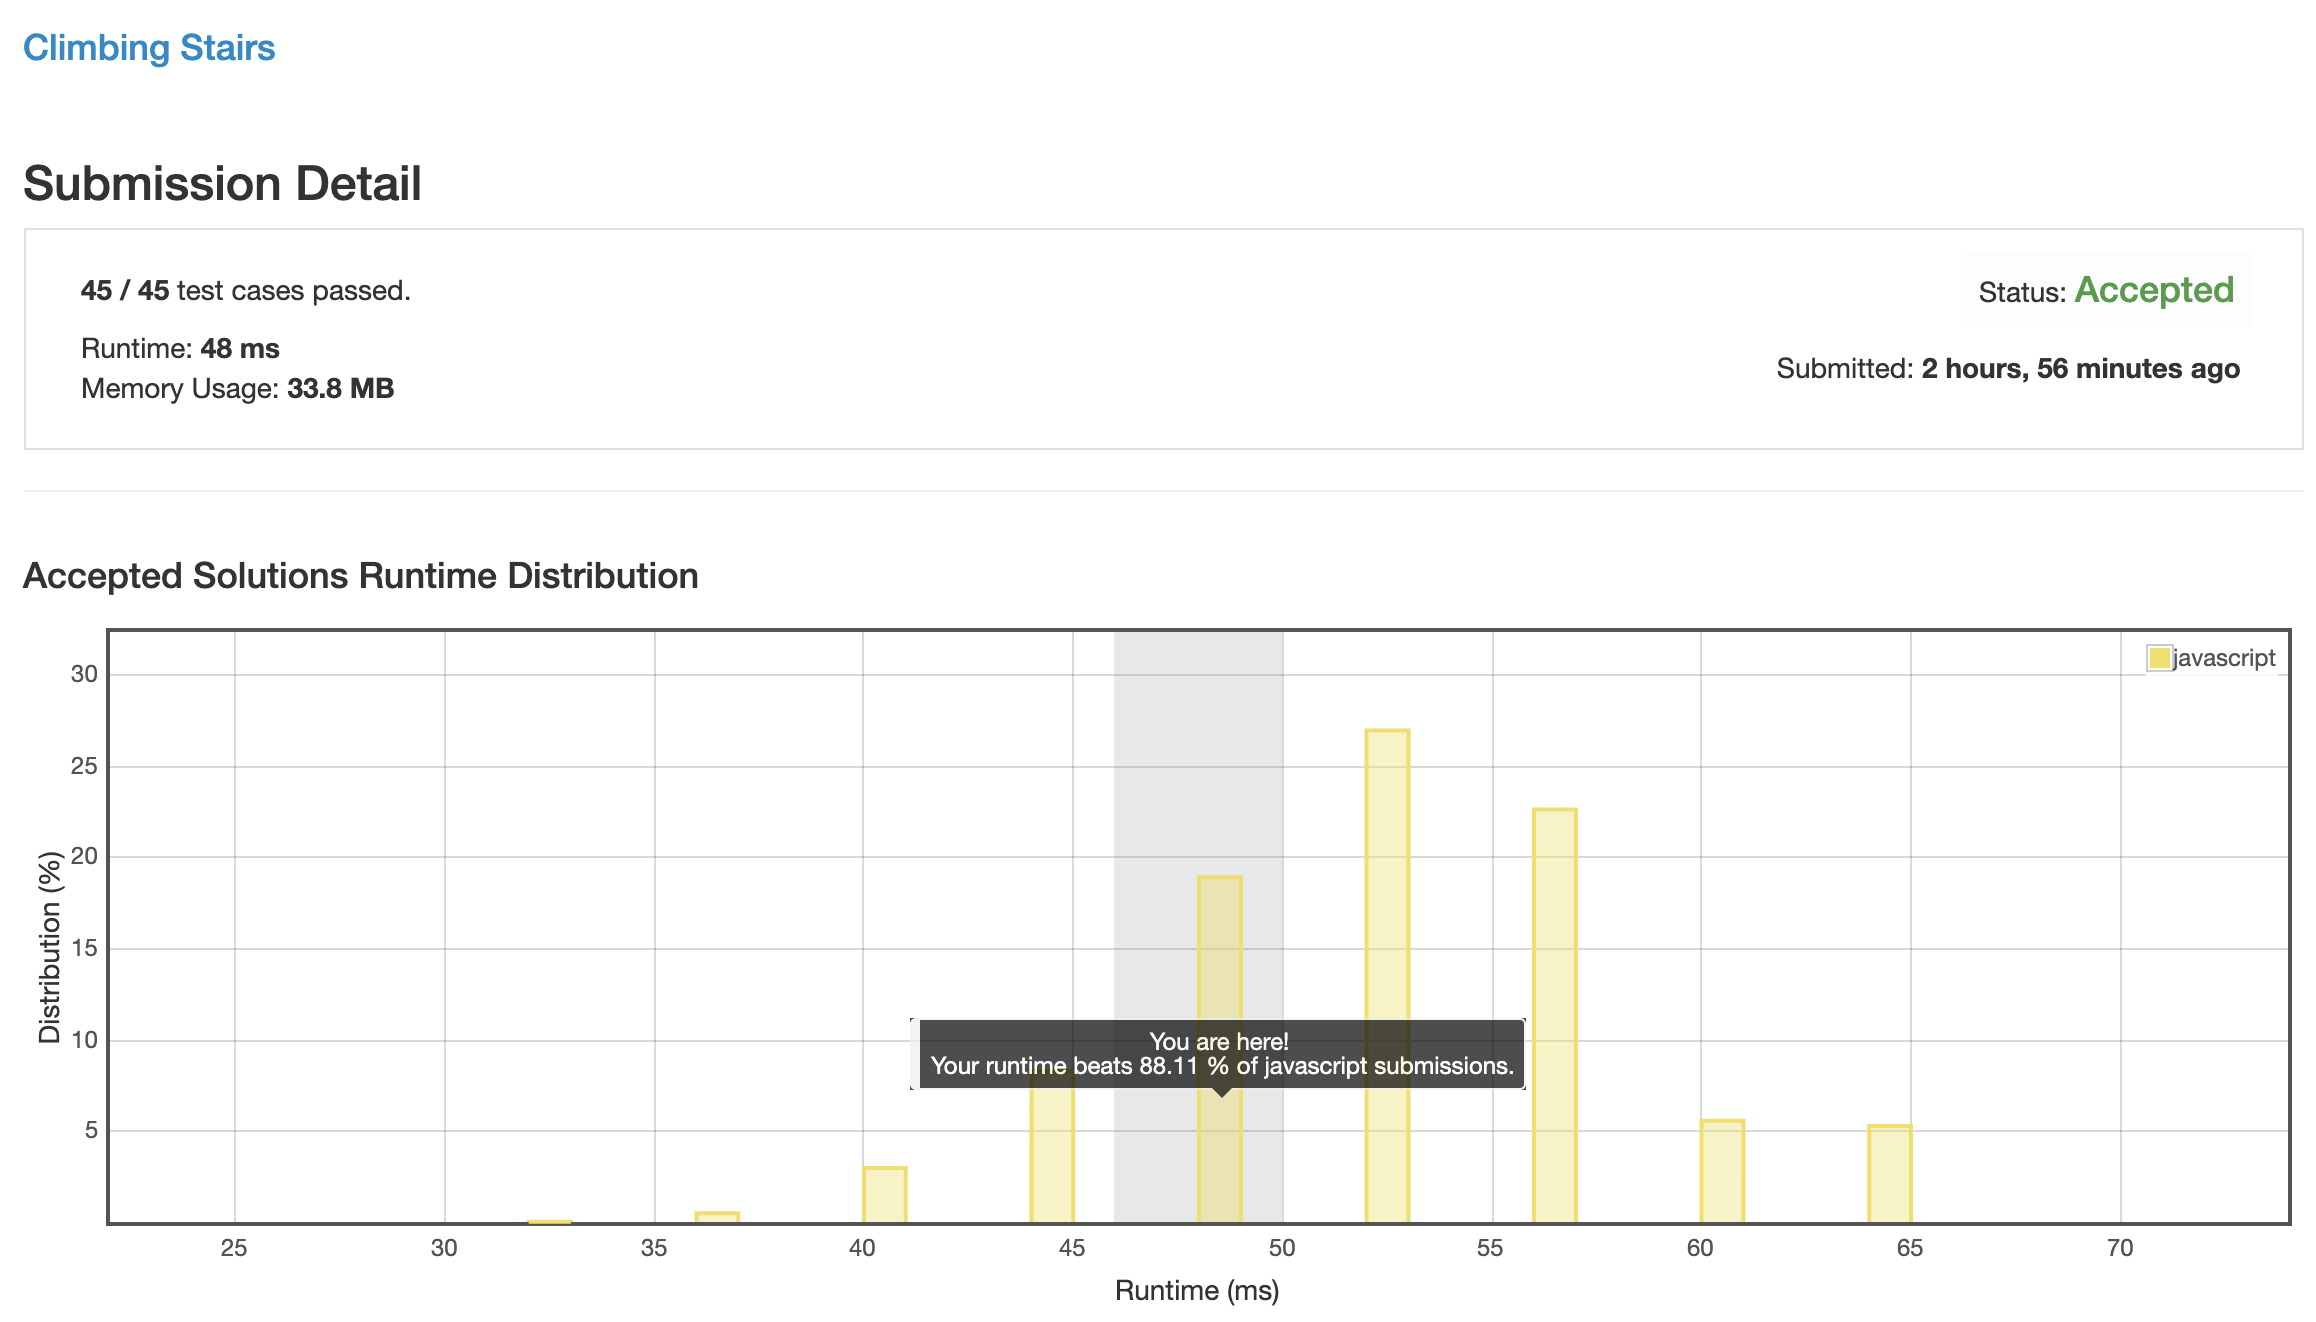 Climbing Stairs
Submission Detail
45 / 45 test cases passed.
Status: Accepted
Runtime: 48 ms
Submitted: 2 hours, 56 minutes ago
Memory Usage: 33.8 MB
Accepted Solutions Runtime Distribution
javascript
30
25
20
15
10
5
Distribution (%)
You are here!
Your runtime beats 88.11 % of javascript submissions.
25 30 35 40 45 50 55 60 65 70
Runtime (ms)